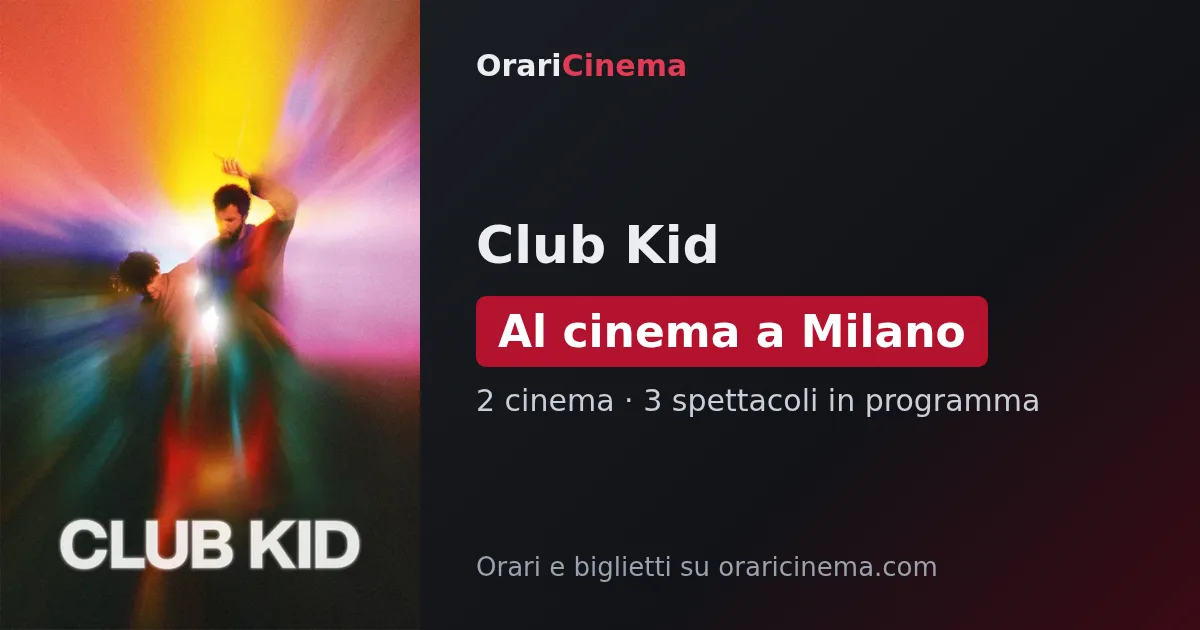 OrariCinema
Club Kid
Al cinema a Milano
2 cinema · 3 spettacoli in programma
CLUB KID
Orari e biglietti su oraricinema.com